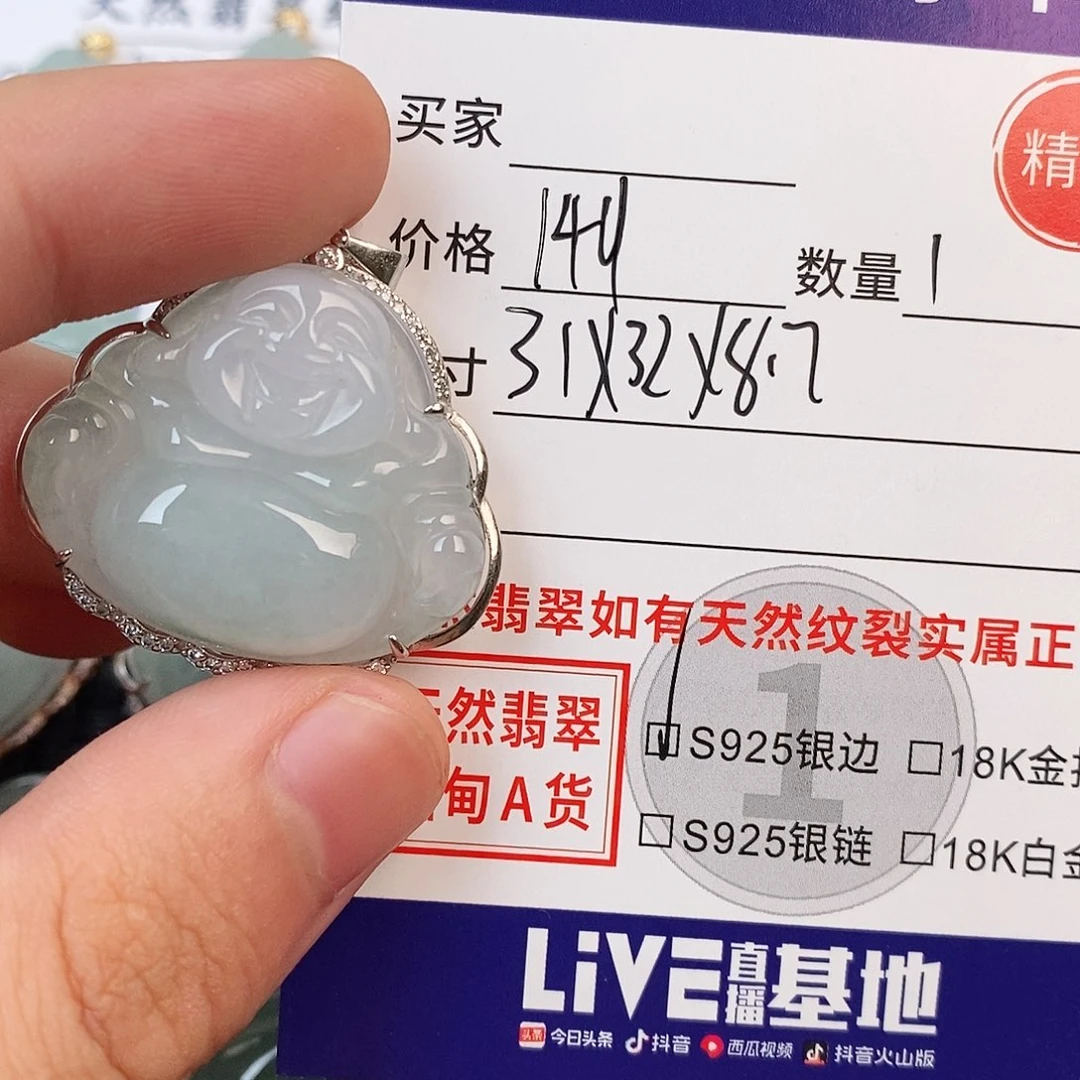 买家
价格 144 数量 1
寸 31X32X8.7
精
翡翠如有天然纹裂实属正
天然翡翠
甸A货
S925银边 18K金
S925银链 18K白金
LiVE直播基地
头条 今日头条 抖音 西瓜视频 抖音火山版